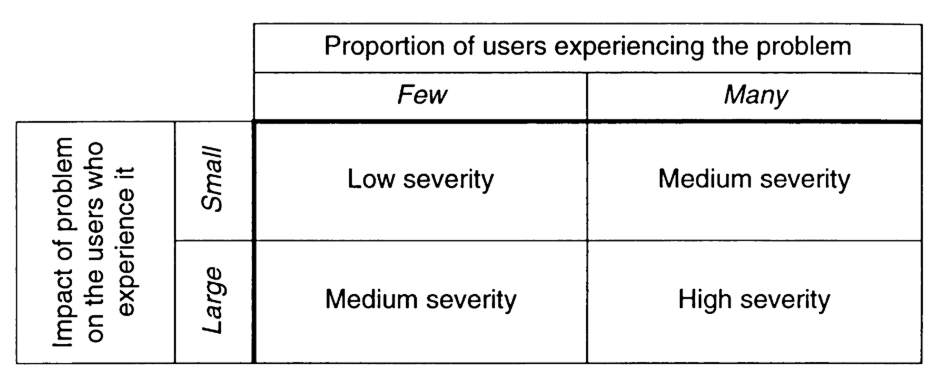 Proportion of users experiencing the problem
Few
Many
Impact of problem
on the users who
experience it
Small
Low severity
Medium severity
Large
Medium severity
High severity